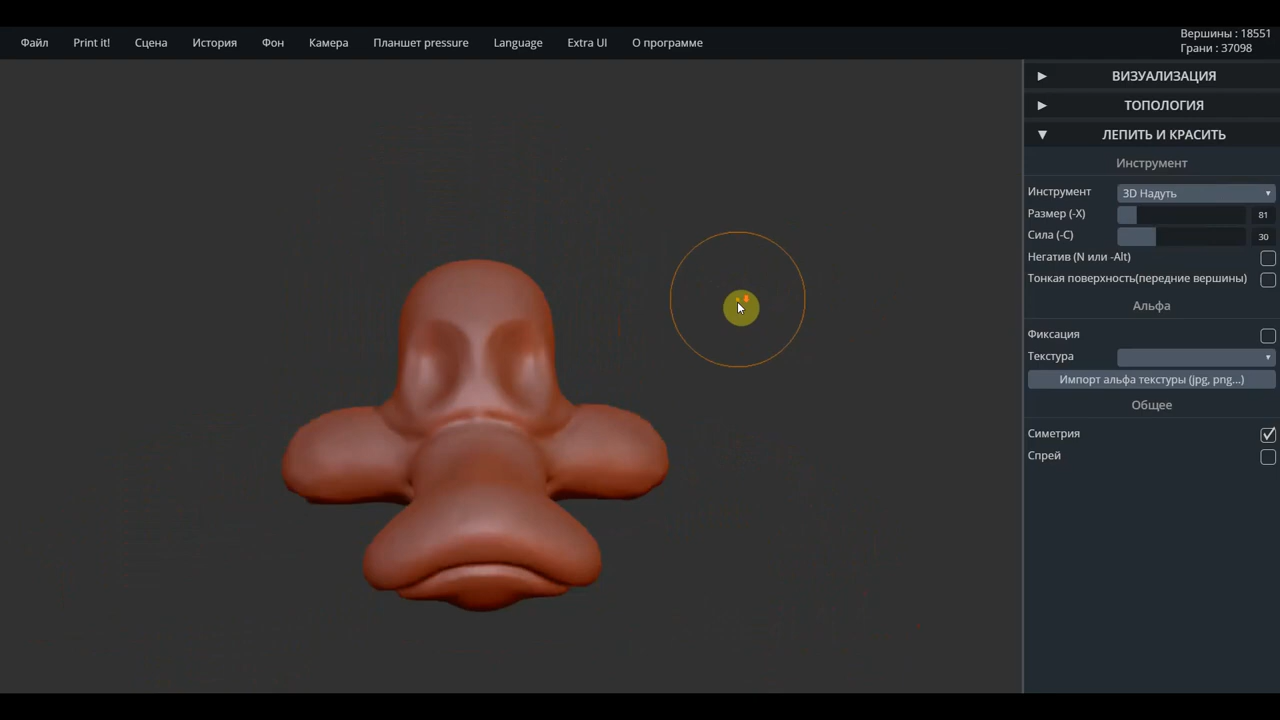 Файл Print it! Сцена История Фон Камера Планшет pressure Language Extra UI О программе
Вершины : 18551
Грани : 37098
ВИЗУАЛИЗАЦИЯ
ТОПОЛОГИЯ
ЛЕПИТЬ И КРАСИТЬ
Инструмент
Инструмент 3D Надуть
Размер (-X) 81
Сила (-C) 30
Негатив (N или -Alt)
Тонкая поверхность(передние вершины)
Альфа
Фиксация
Текстура
Импорт альфа текстуры (jpg, png...)
Общее
Симетрия
Спрей